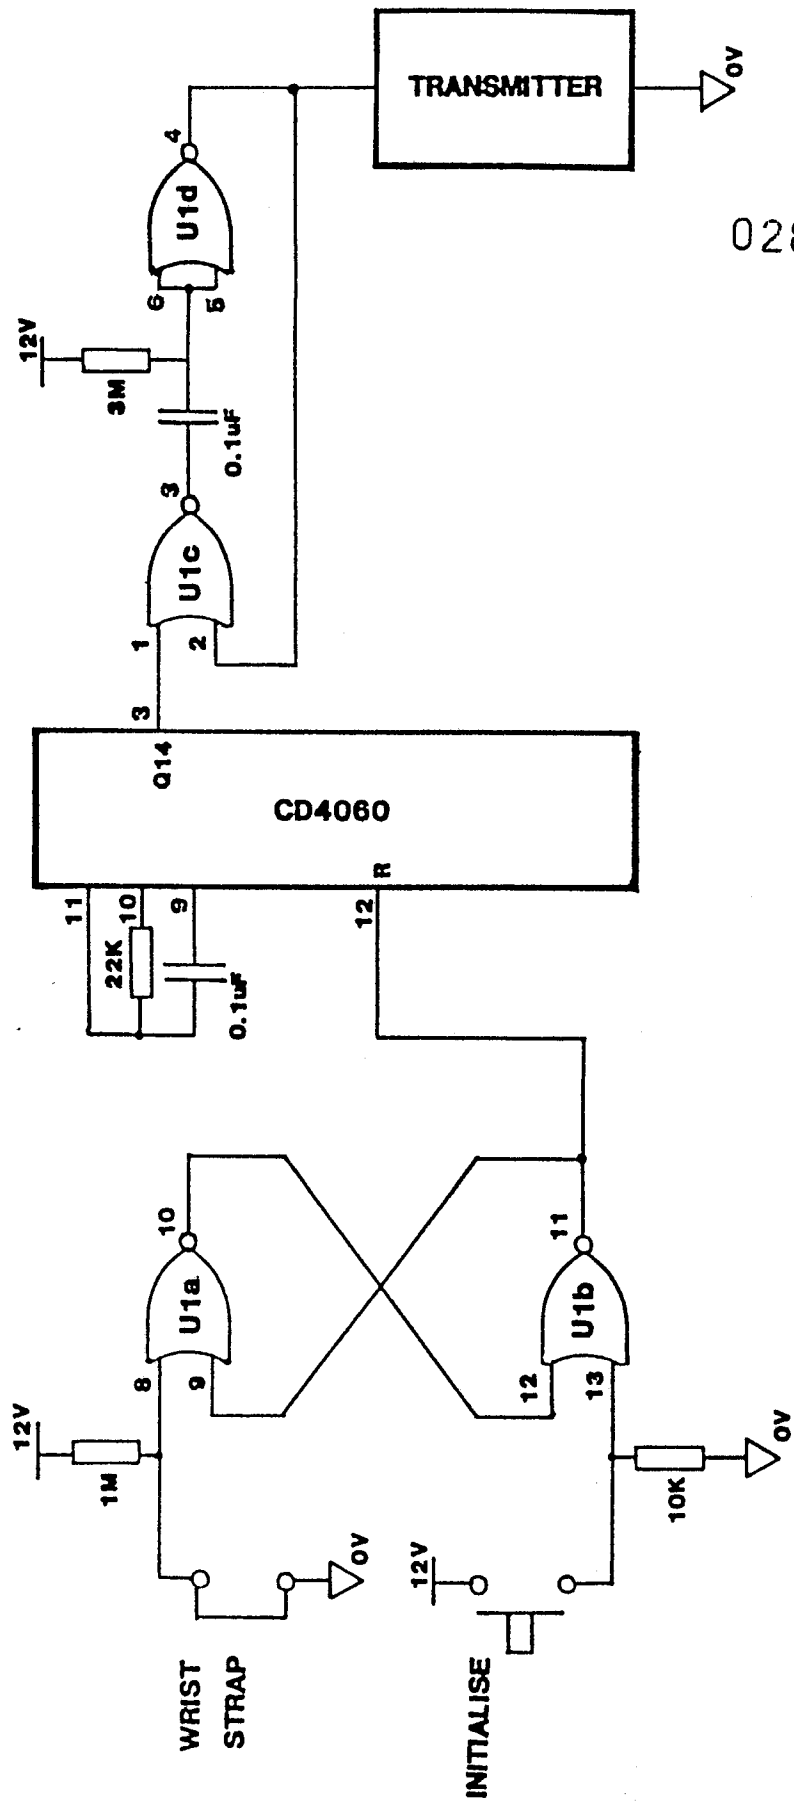 TRANSMITTER
0V
4
U1d
6
5
12V
3M
0.1uF
3
U1c
1
2
3
Q14
CD4060
R
11
10
9
12
22K
0.1uF
10
U1a
8
9
11
U1b
12
13
12V
1M
0V
10K
0V
12V
WRIST
STRAP
INITIALISE